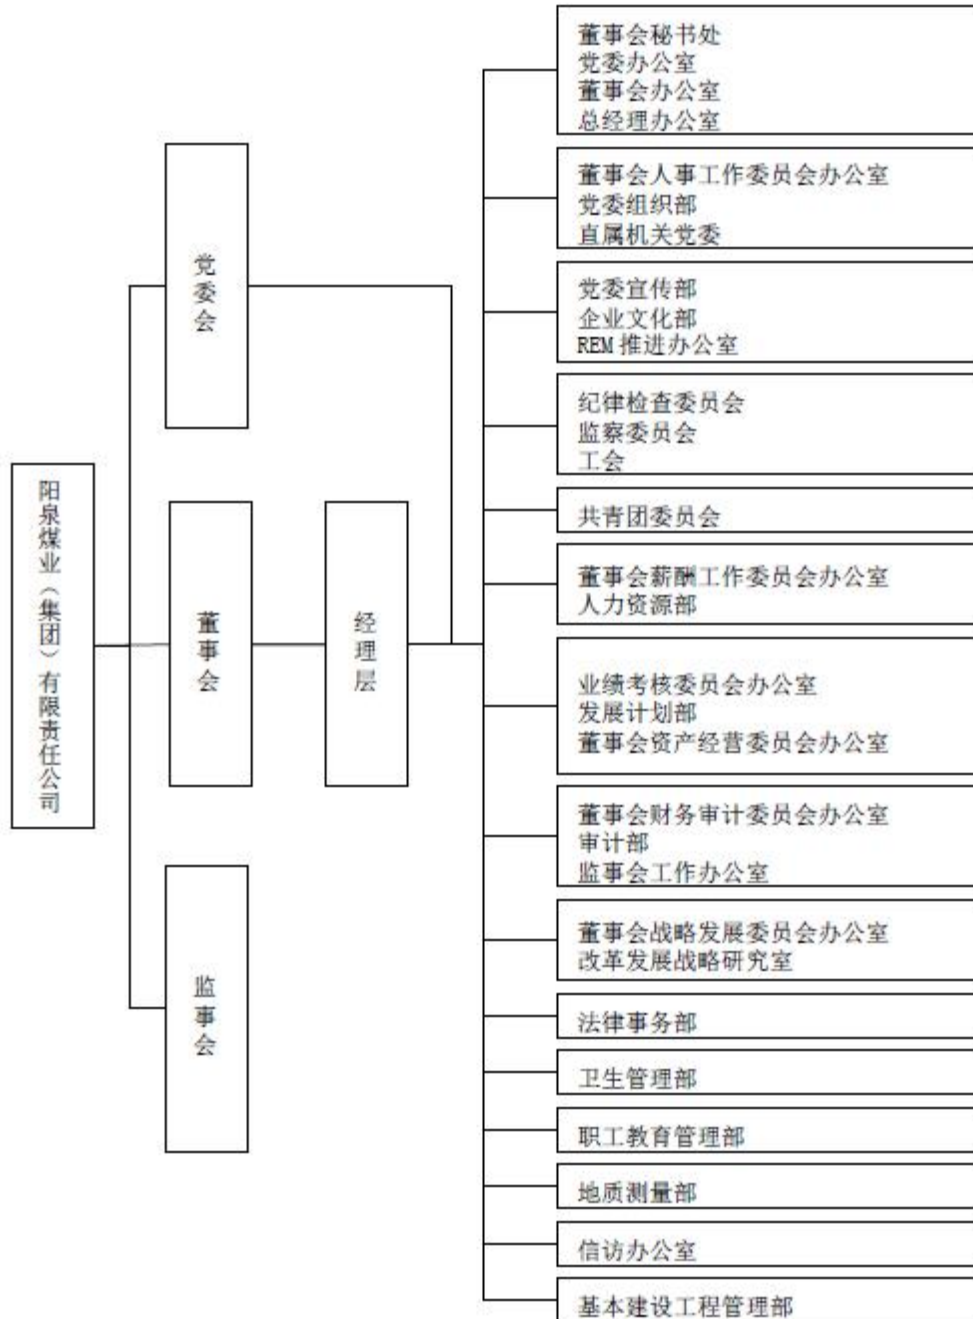 阳泉煤业（集团）有限责任公司
党委会
董事会
监事会
经理层
董事会秘书处
党委办公室
董事会办公室
总经理办公室
董事会人事工作委员会办公室
党委组织部
直属机关党委
党委宣传部
企业文化部
REM 推进办公室
纪律检查委员会
监察委员会
工会
共青团委员会
董事会薪酬工作委员会办公室
人力资源部
业绩考核委员会办公室
发展计划部
董事会资产经营委员会办公室
董事会财务审计委员会办公室
审计部
监事会工作办公室
董事会战略发展委员会办公室
改革发展战略研究室
法律事务部
卫生管理部
职工教育管理部
地质测量部
信访办公室
基本建设工程管理部